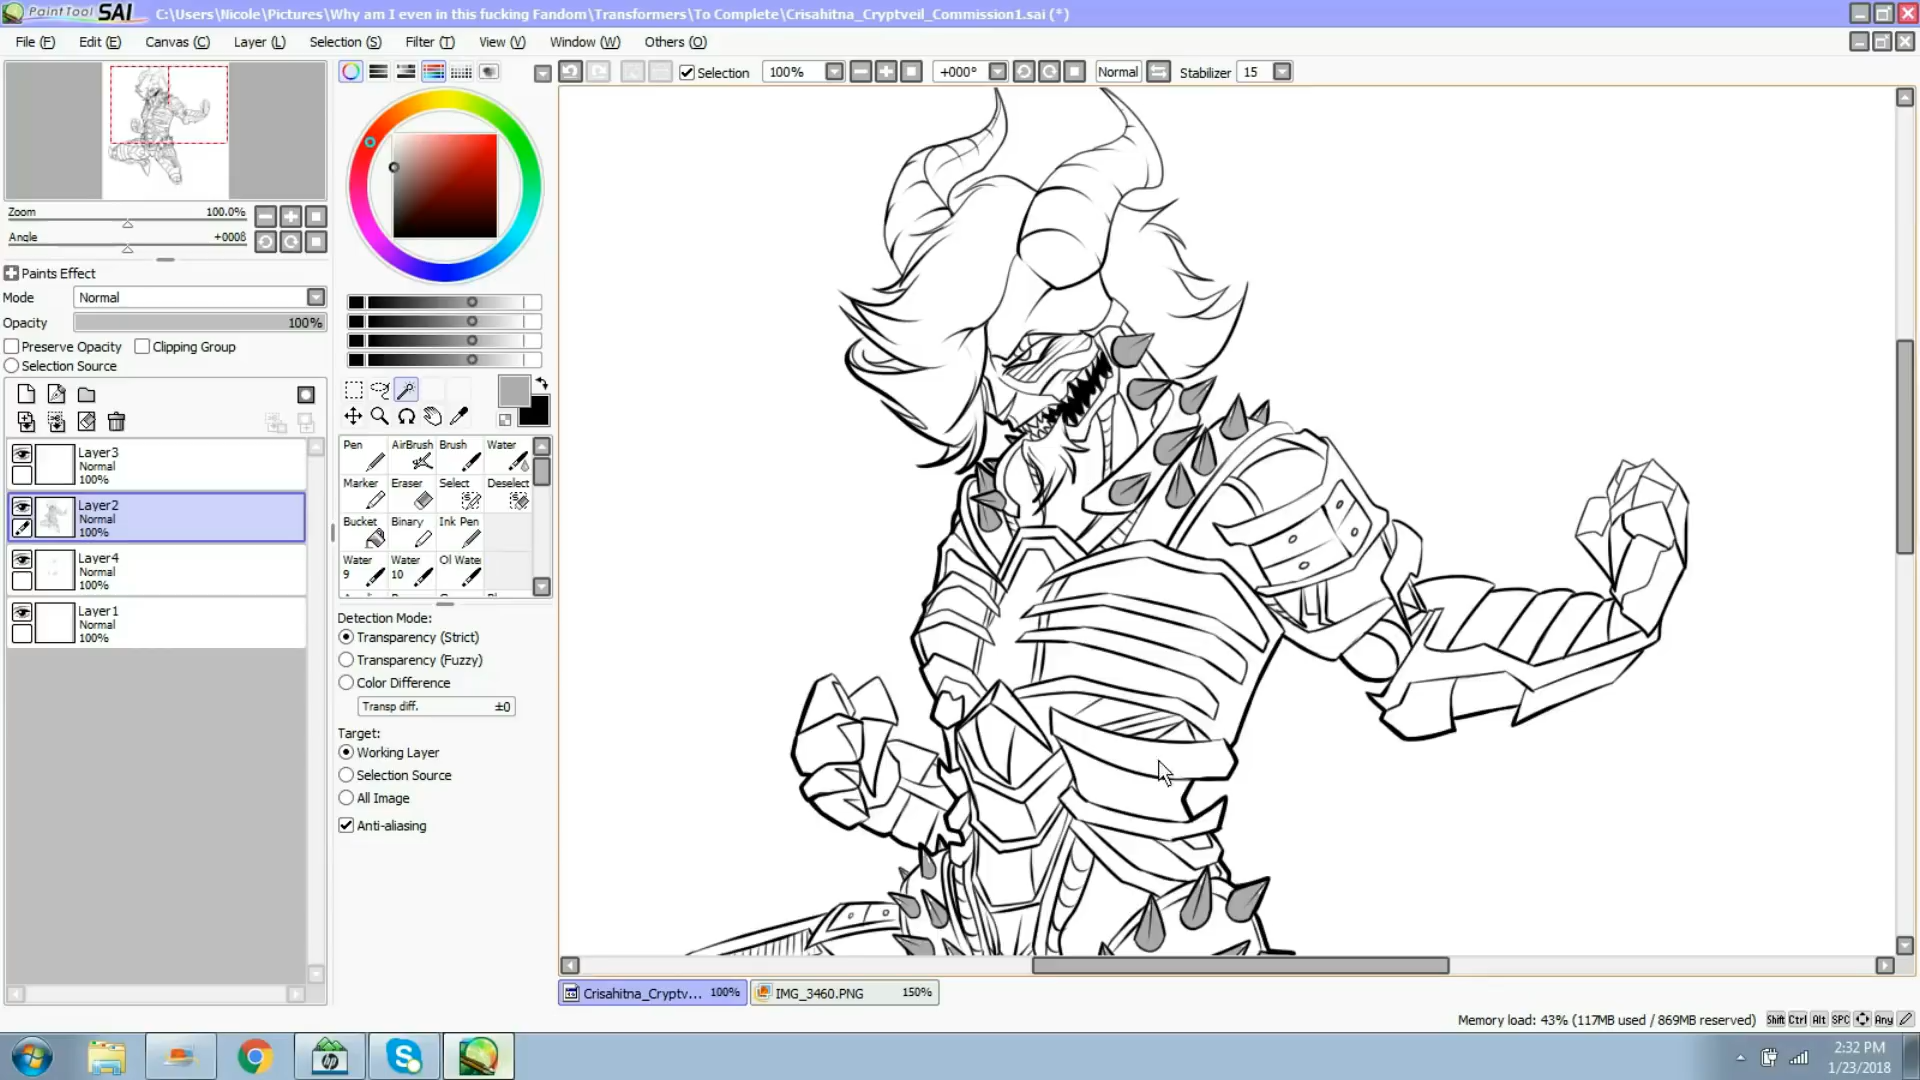 PaintTool SAI C:\Users\Nicole\Pictures\Why am I even in this fucking Fandom\Transformers\To Complete\Crisahitna_Cryptveil_Commission1.sai (*)
File (F) Edit (E) Canvas (C) Layer (L) Selection (S) Filter (T) View (V) Window (W) Others (O)
Selection 100% +000° Normal Stabilizer 15
Zoom 100.0%
Angle +000
Paints Effect
Mode Normal
Opacity 100%
Preserve Opacity Clipping Group
Selection Source
Layer3
Normal
100%
Layer2
Normal
100%
Layer4
Normal
100%
Layer1
Normal
100%
Pen AirBrush Brush Water
Marker Eraser Select Deselect
Bucket Binary Ink Pen
Water Water Ol Wate
9 10
Detection Mode:
Transparency (Strict)
Transparency (Fuzzy)
Color Difference
Transp diff. ±0
Target:
Working Layer
Selection Source
All Image
Anti-aliasing
Crisahitna_Cryptv... 100% IMG_3460.PNG 150%
Memory load: 43% (117MB used / 869MB reserved) Shift Ctrl Alt SPC Any
hp
2:32 PM
1/23/2018